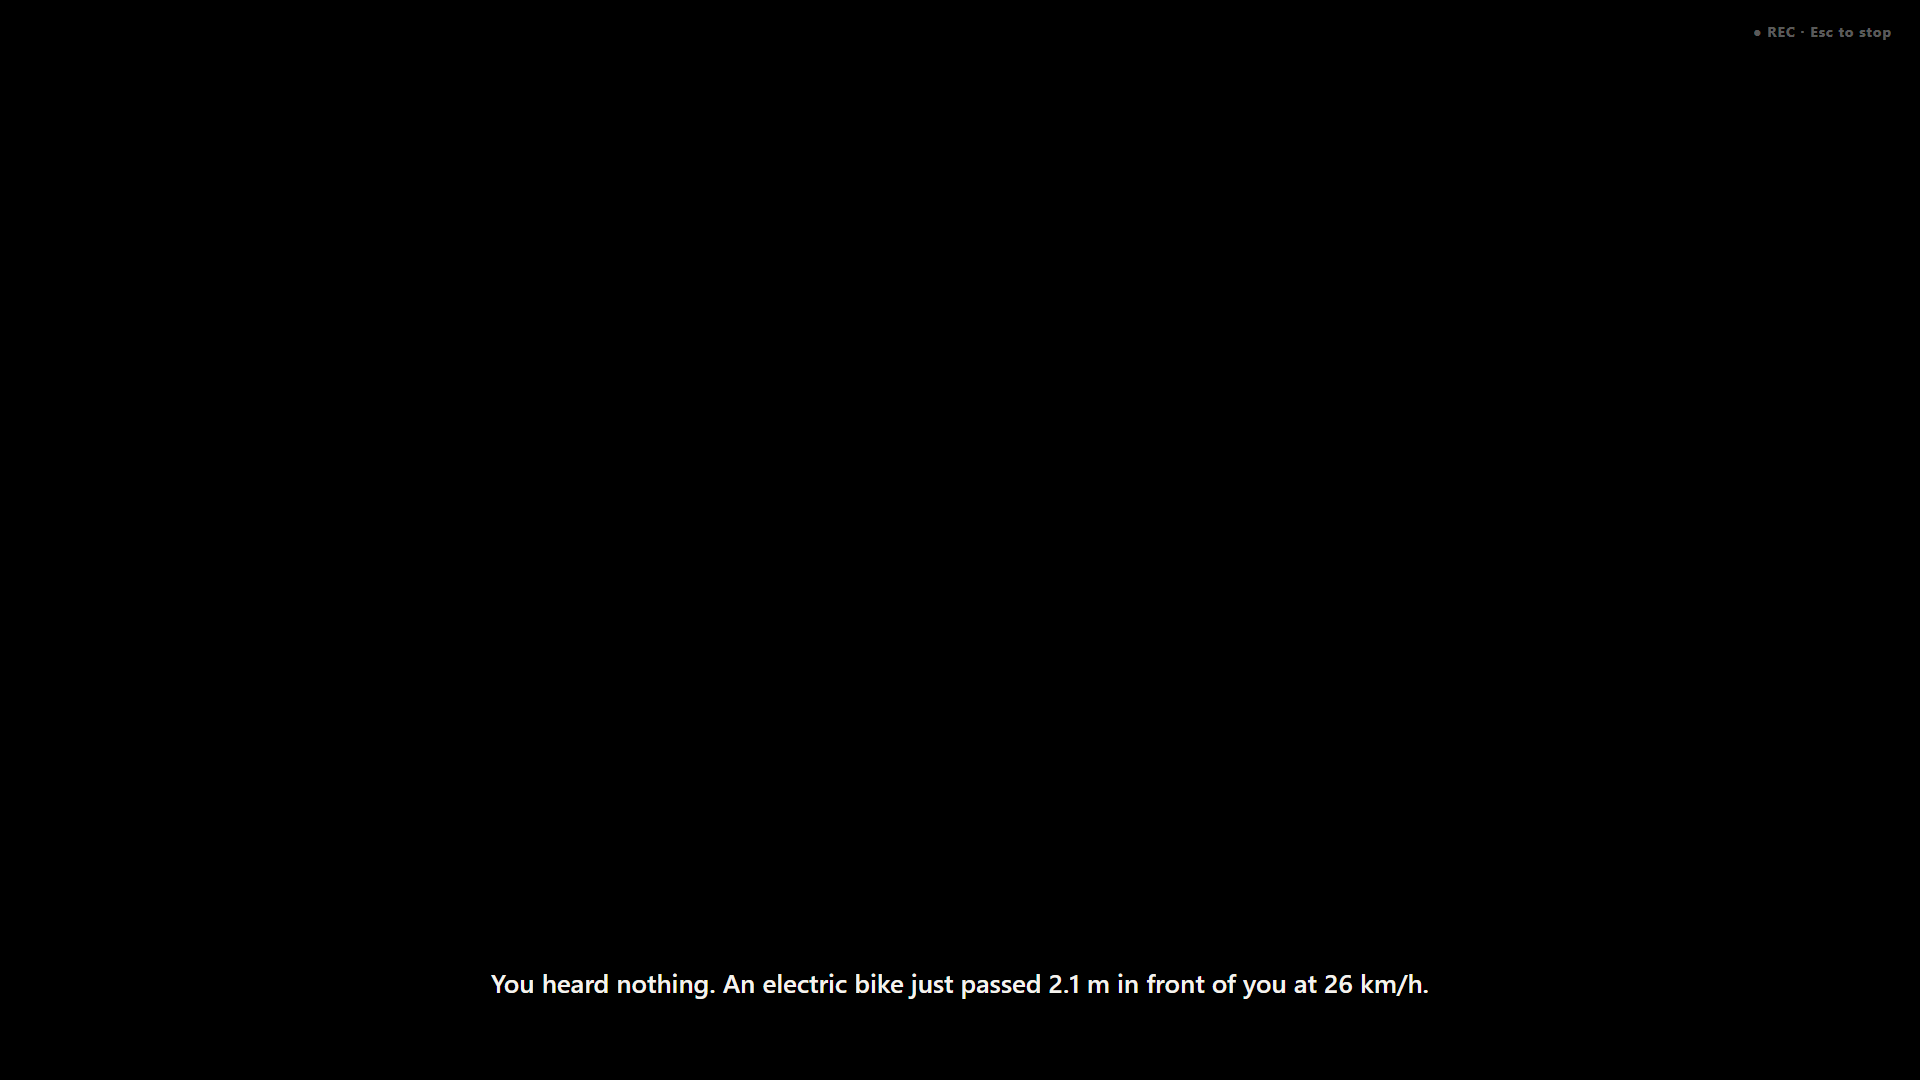 ● REC · Esc to stop
You heard nothing. An electric bike just passed 2.1 m in front of you at 26 km/h.